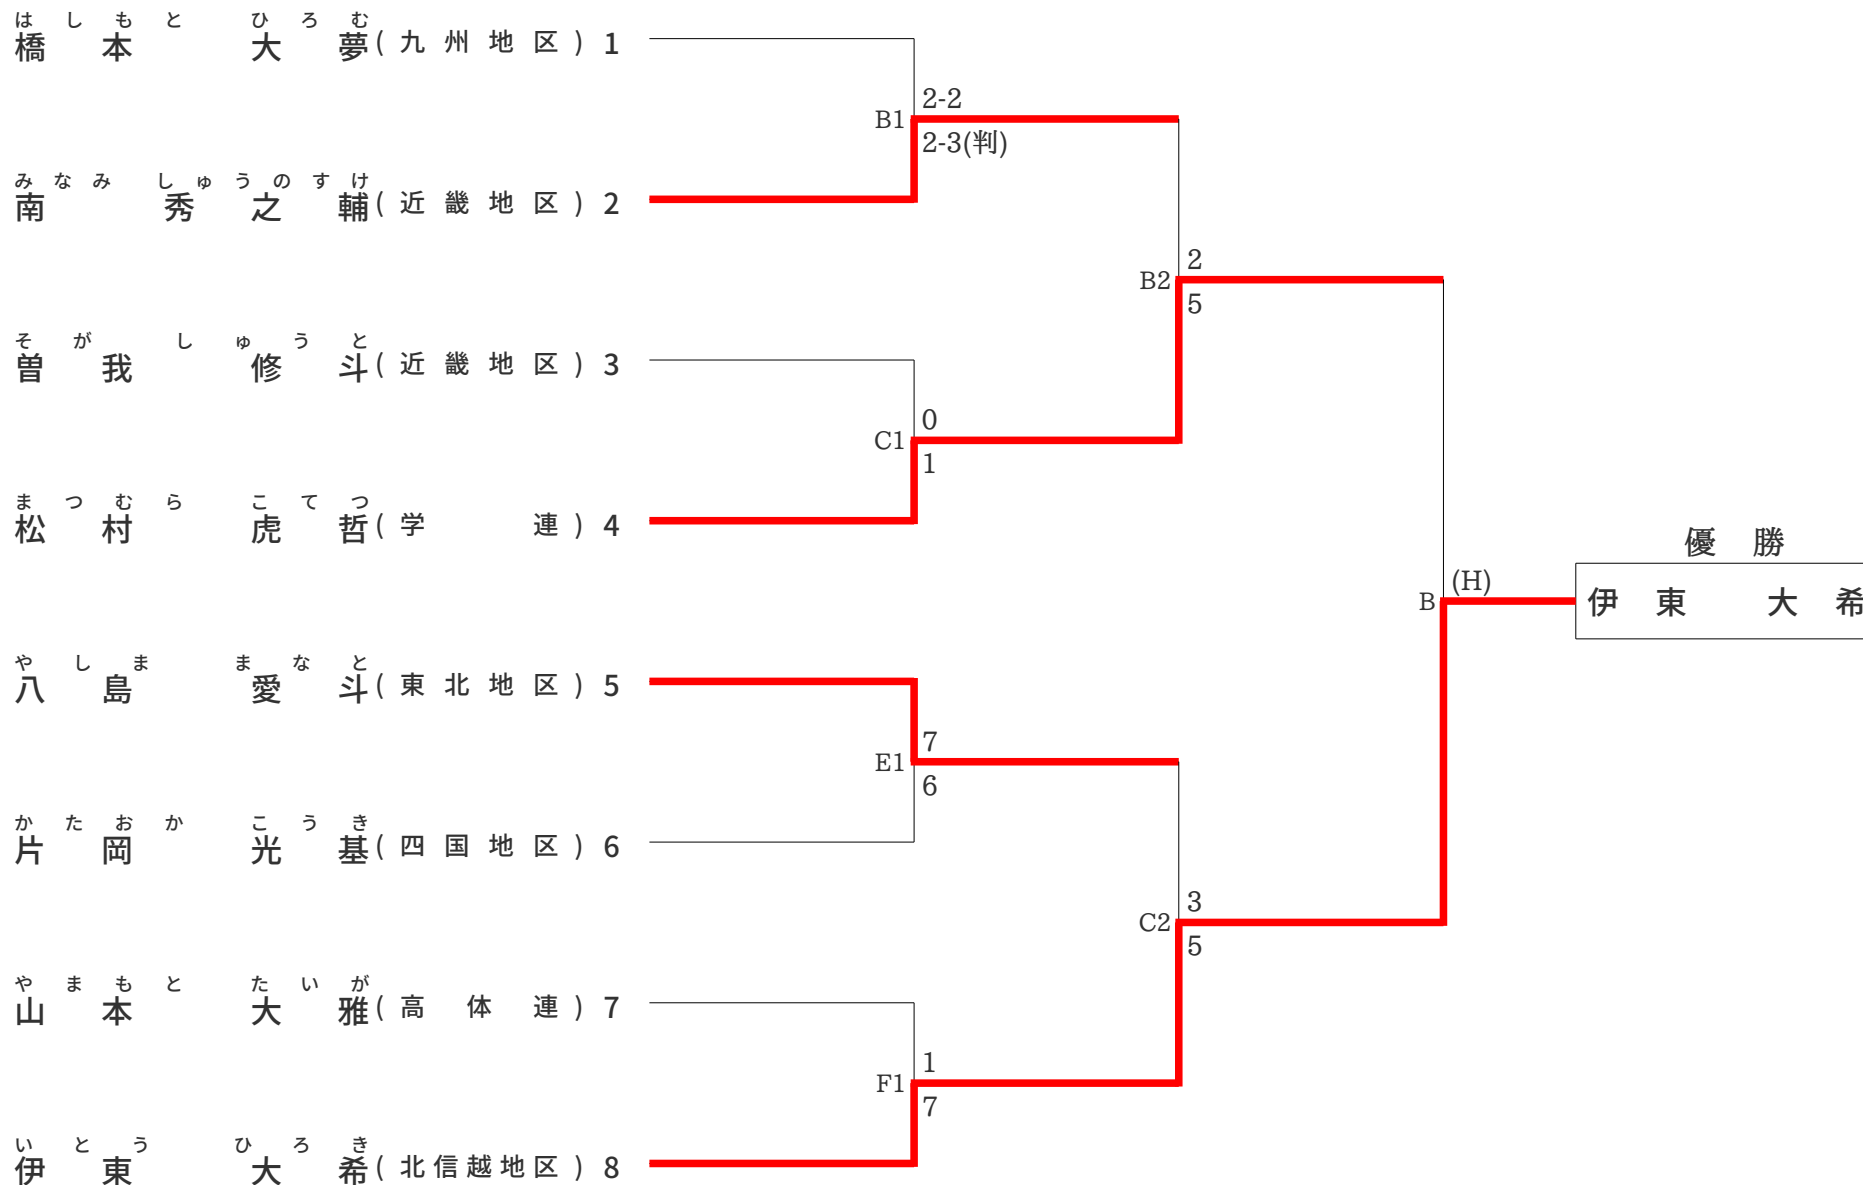 はしもと ひろむ
橋本 大夢(九州地区) 1
2-2
B1
2-3(判)
みなみ しゅうのすけ
南 秀之輔(近畿地区) 2
2
B2
5
そが しゅうと
曽我 修斗(近畿地区) 3
0
C1
1
まつむら こてつ
松村 虎哲(学連) 4
優勝
(H)
B
伊東 大希
やしま まなと
八島 愛斗(東北地区) 5
7
E1
6
かたおか こうき
片岡 光基(四国地区) 6
3
C2
5
やまもと たいが
山本 大雅(高体連) 7
1
F1
7
いとう ひろき
伊東 大希(北信越地区) 8